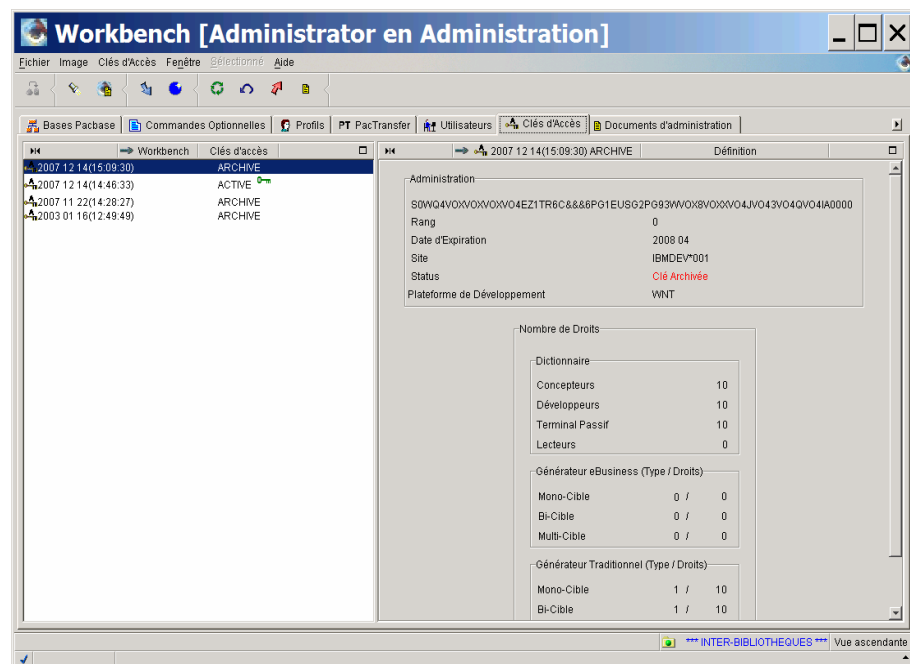 Workbench [Administrator en Administration]
Fichier Image Clés d'Accès Fenêtre Sélectionné Aide
Bases Pacbase Commandes Optionnelles Profils PT PacTransfer Utilisateurs Clés d'Accès Documents d'administration
Workbench Clés d'accès
2007 12 14(15:09:30) ARCHIVE
2007 12 14(14:46:33) ACTIVE
2007 11 22(14:28:27) ARCHIVE
2003 01 16(12:49:49) ARCHIVE
2007 12 14(15:09:30) ARCHIVE Définition
Administration
S0WQ4VOXVOXVOXVO4EZ1TR6C&&&6PG1EUSG2PG93WVOX8VOXXVO4JVO43VO4QVO4IA0000
Rang 0
Date d'Expiration 2008 04
Site IBMDEV*001
Status Clé Archivée
Plateforme de Développement WNT
Nombre de Droits
Dictionnaire
Concepteurs 10
Développeurs 10
Terminal Passif 10
Lecteurs 0
Générateur eBusiness (Type / Droits)
Mono-Cible 0 / 0
Bi-Cible 0 / 0
Multi-Cible 0 / 0
Générateur Traditionnel (Type / Droits)
Mono-Cible 1 / 10
Bi-Cible 1 / 10
*** INTER-BIBLIOTHEQUES *** Vue ascendante